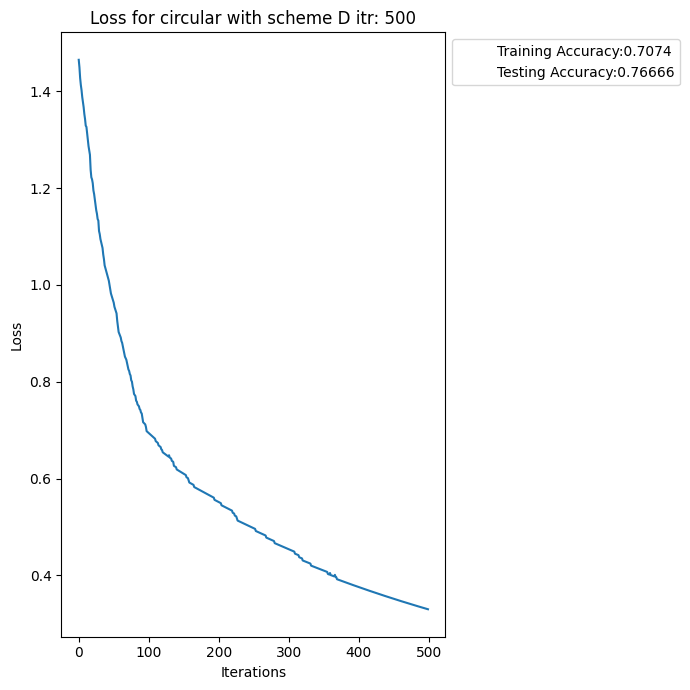 Loss for circular with scheme D itr: 500
Training Accuracy:0.7074
Testing Accuracy:0.76666
1.4
1.2
1.0
0.8
0.6
0.4
Loss
0 100 200 300 400 500
Iterations